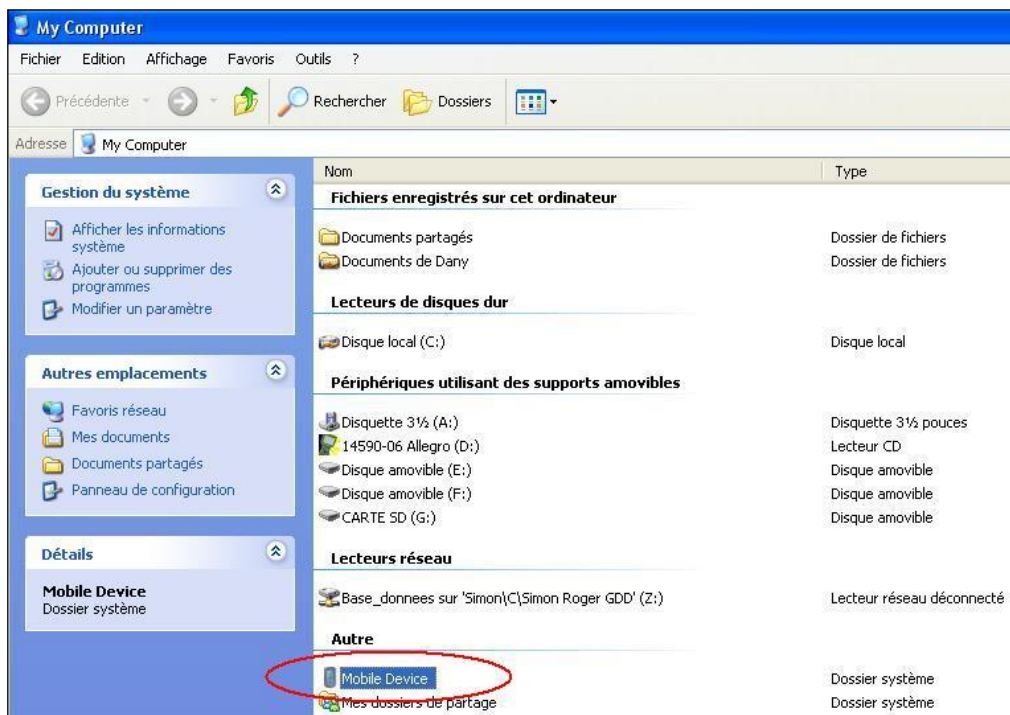 My Computer
Fichier Edition Affichage Favoris Outils ?
Précédente Rechercher Dossiers
Adresse My Computer
Gestion du système
Afficher les informations
système
Ajouter ou supprimer des
programmes
Modifier un paramètre
Autres emplacements
Favoris réseau
Mes documents
Documents partagés
Panneau de configuration
Détails
Mobile Device
Dossier système
Nom Type
Fichiers enregistrés sur cet ordinateur
Documents partagés Dossier de fichiers
Documents de Dany Dossier de fichiers
Lecteurs de disques dur
Disque local (C:) Disque local
Périphériques utilisant des supports amovibles
Disquette 3½ (A:) Disquette 3½ pouces
14590-06 Allegro (D:) Lecteur CD
Disque amovible (E:) Disque amovible
Disque amovible (F:) Disque amovible
CARTE SD (G:) Disque amovible
Lecteurs réseau
Base_donnees sur 'Simon\C\Simon Roger GDD' (Z:) Lecteur réseau déconnecté
Autre
Mobile Device Dossier système
Mes dossiers de partage Dossier système